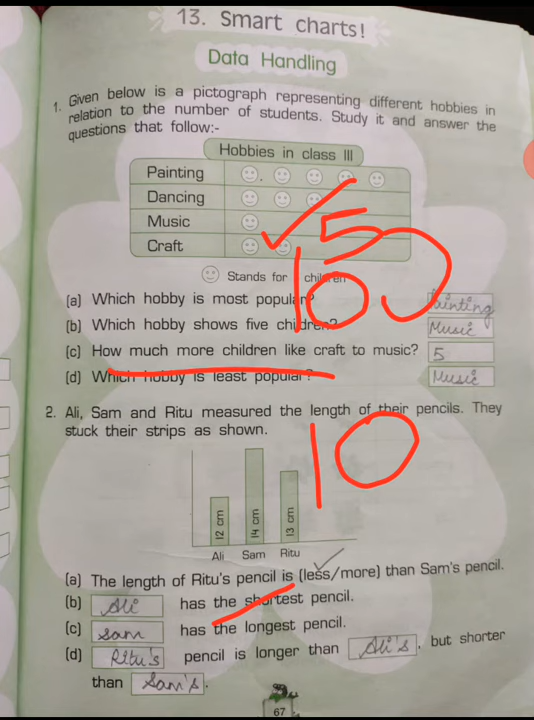 13. Smart charts!
Data Handling
1. Given below is a pictograph representing different hobbies in
relation to the number of students. Study it and answer the
questions that follow:-
Hobbies in class III
Painting
Dancing
Music
Craft
5
Stands for children
10
(a) Which hobby is most popular? Painting
(b) Which hobby shows five children? Music
(c) How much more children like craft to music? 5
(d) Which hobby is least popular? Music
2. Ali, Sam and Ritu measured the length of their pencils. They
stuck their strips as shown.
10
12 cm 14 cm 13 cm
Ali Sam Ritu
(a) The length of Ritu's pencil is (less/more) than Sam's pencil.
(b) Ali has the shortest pencil.
(c) Sam has the longest pencil.
(d) Ritu's pencil is longer than Ali's, but shorter
than Sam's.
67